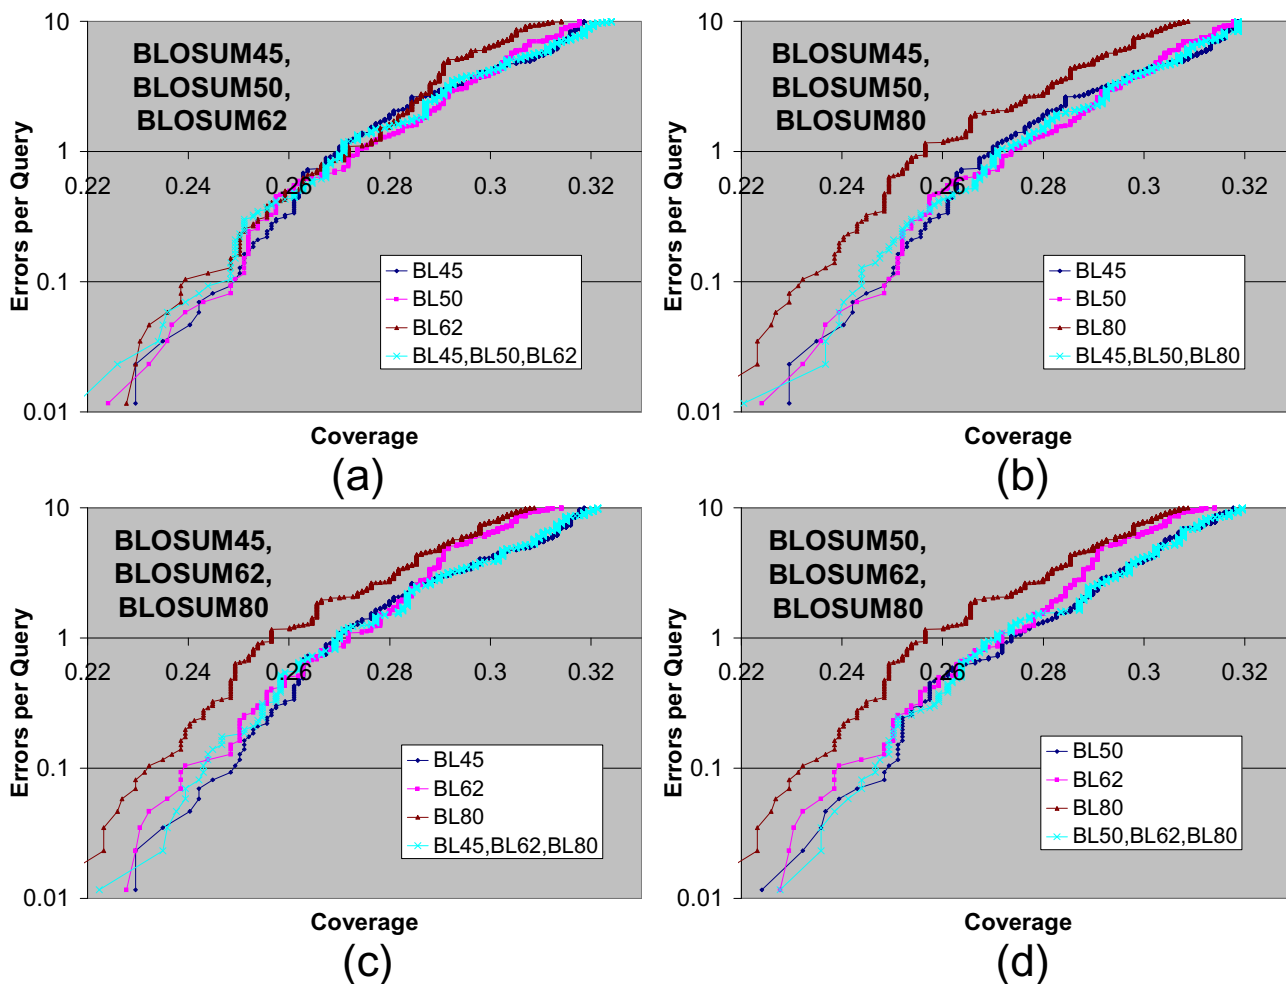 10
1
0.1
0.01
Errors per Query
BLOSUM45,
BLOSUM50,
BLOSUM62
0.22 0.24 0.26 0.28 0.3 0.32
BL45
BL50
BL62
BL45,BL50,BL62
Coverage
(a)
10
1
0.1
0.01
Errors per Query
BLOSUM45,
BLOSUM50,
BLOSUM80
0.22 0.24 0.26 0.28 0.3 0.32
BL45
BL50
BL80
BL45,BL50,BL80
Coverage
(b)
10
1
0.1
0.01
Errors per Query
BLOSUM45,
BLOSUM62,
BLOSUM80
0.22 0.24 0.26 0.28 0.3 0.32
BL45
BL62
BL80
BL45,BL62,BL80
Coverage
(c)
10
1
0.1
0.01
Errors per Query
BLOSUM50,
BLOSUM62,
BLOSUM80
0.22 0.24 0.26 0.28 0.3 0.32
BL50
BL62
BL80
BL50,BL62,BL80
Coverage
(d)